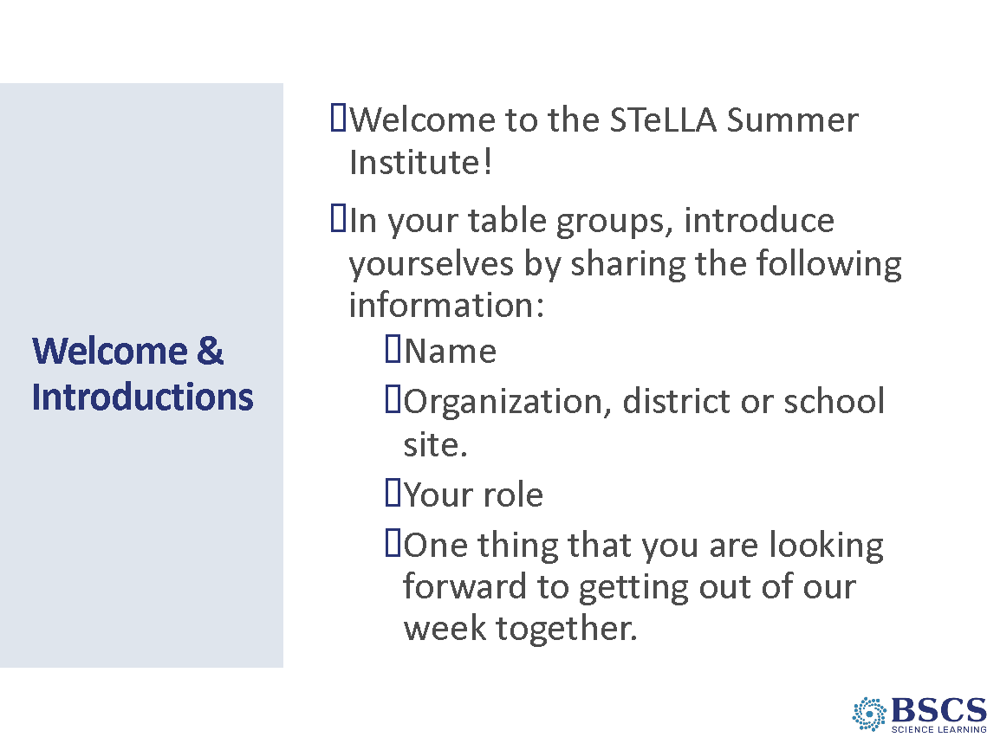 Welcome &
Introductions
Welcome to the STeLLA Summer
Institute!
In your table groups, introduce
yourselves by sharing the following
information:
Name
Organization, district or school
site.
Your role
One thing that you are looking
forward to getting out of our
week together.
BSCS
SCIENCE LEARNING